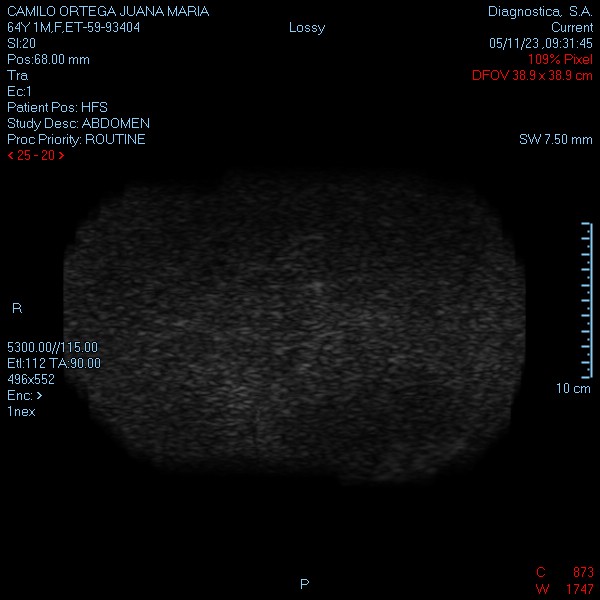 CAMILO ORTEGA JUANA MARIA
64Y 1M,F,ET-59-93404
Sl:20
Pos:68.00 mm
Tra
Ec:1
Patient Pos: HFS
Study Desc: ABDOMEN
Proc Priority: ROUTINE
< 25 - 20 >
Lossy
Diagnostica, S.A.
Current
05/11/23 ,09:31:45
109% Pixel
DFOV 38.9 x 38.9 cm
SW 7.50 mm
R
5300.00//115.00
Etl:112 TA:90.00
496x552
Enc: >
1nex
10 cm
P
C 873
W 1747